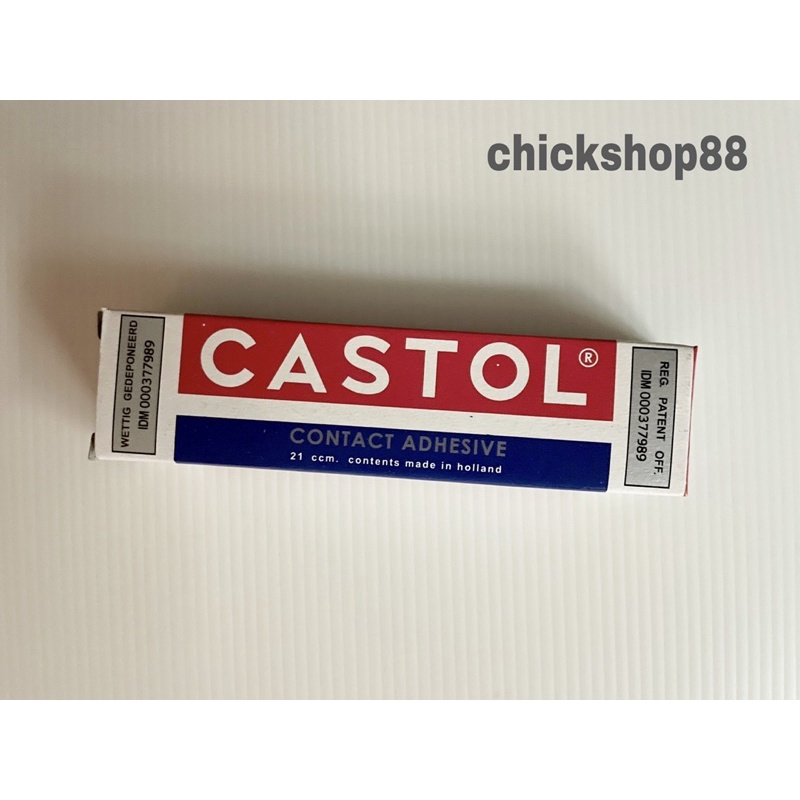 chickshop88
WETTIG GEDEPONEERD
IDM 000377989
CASTOL®
CONTACT ADHESIVE
21 ccm. contents made in holland
REG. PATENT OFF.
IDM 000377989